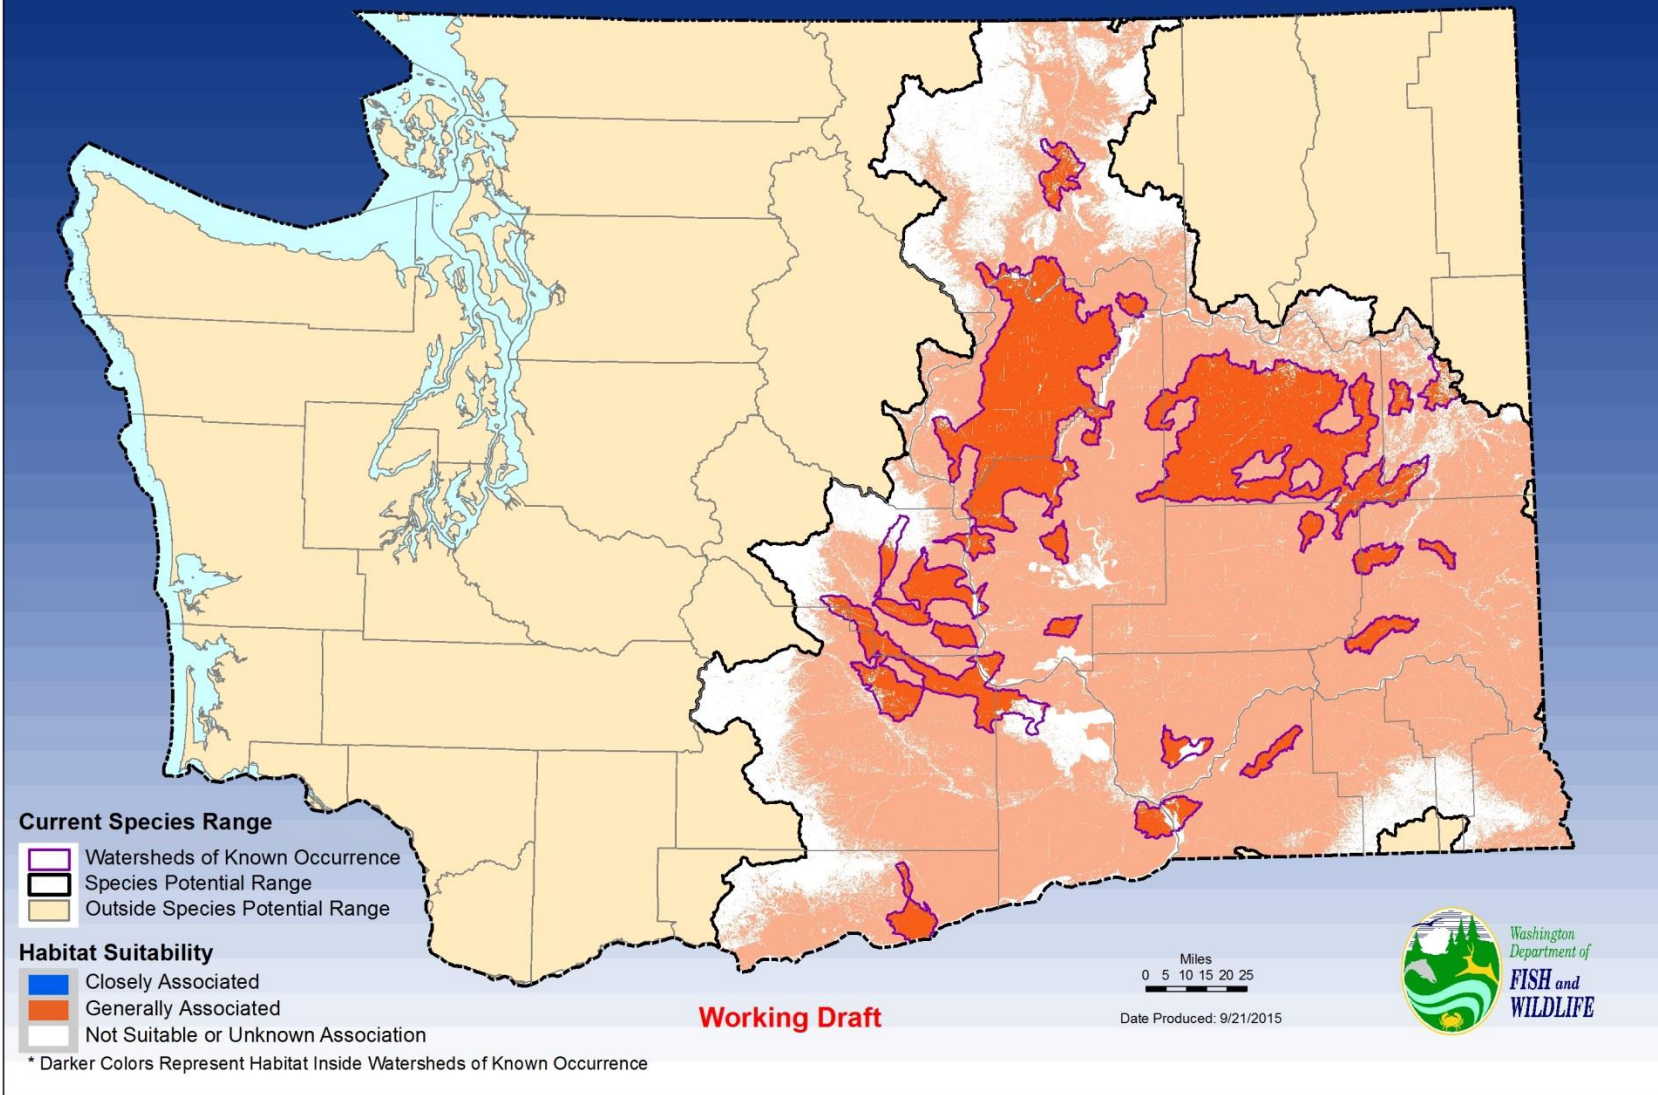 Current Species Range
Watersheds of Known Occurrence
Species Potential Range
Outside Species Potential Range
Habitat Suitability
Closely Associated
Generally Associated
Not Suitable or Unknown Association
* Darker Colors Represent Habitat Inside Watersheds of Known Occurrence
Working Draft
Miles
0 5 10 15 20 25
Date Produced: 9/21/2015
Washington
Department of
FISH and
WILDLIFE